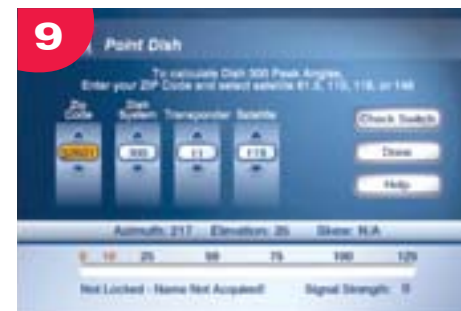 9
Point Dish
To calculate Dish 500 Peak Angles,
Enter your ZIP Code and select satellite 61.5, 110, 119, or 148
Zip Code Dish System Transponder Satellite
11 119
Check Switch
Done
Help
Azimuth: 217 Elevation: 35 Skew: N/A
0 10 25 50 75 100 125
Not Locked - Name Not Acquired! Signal Strength: 0